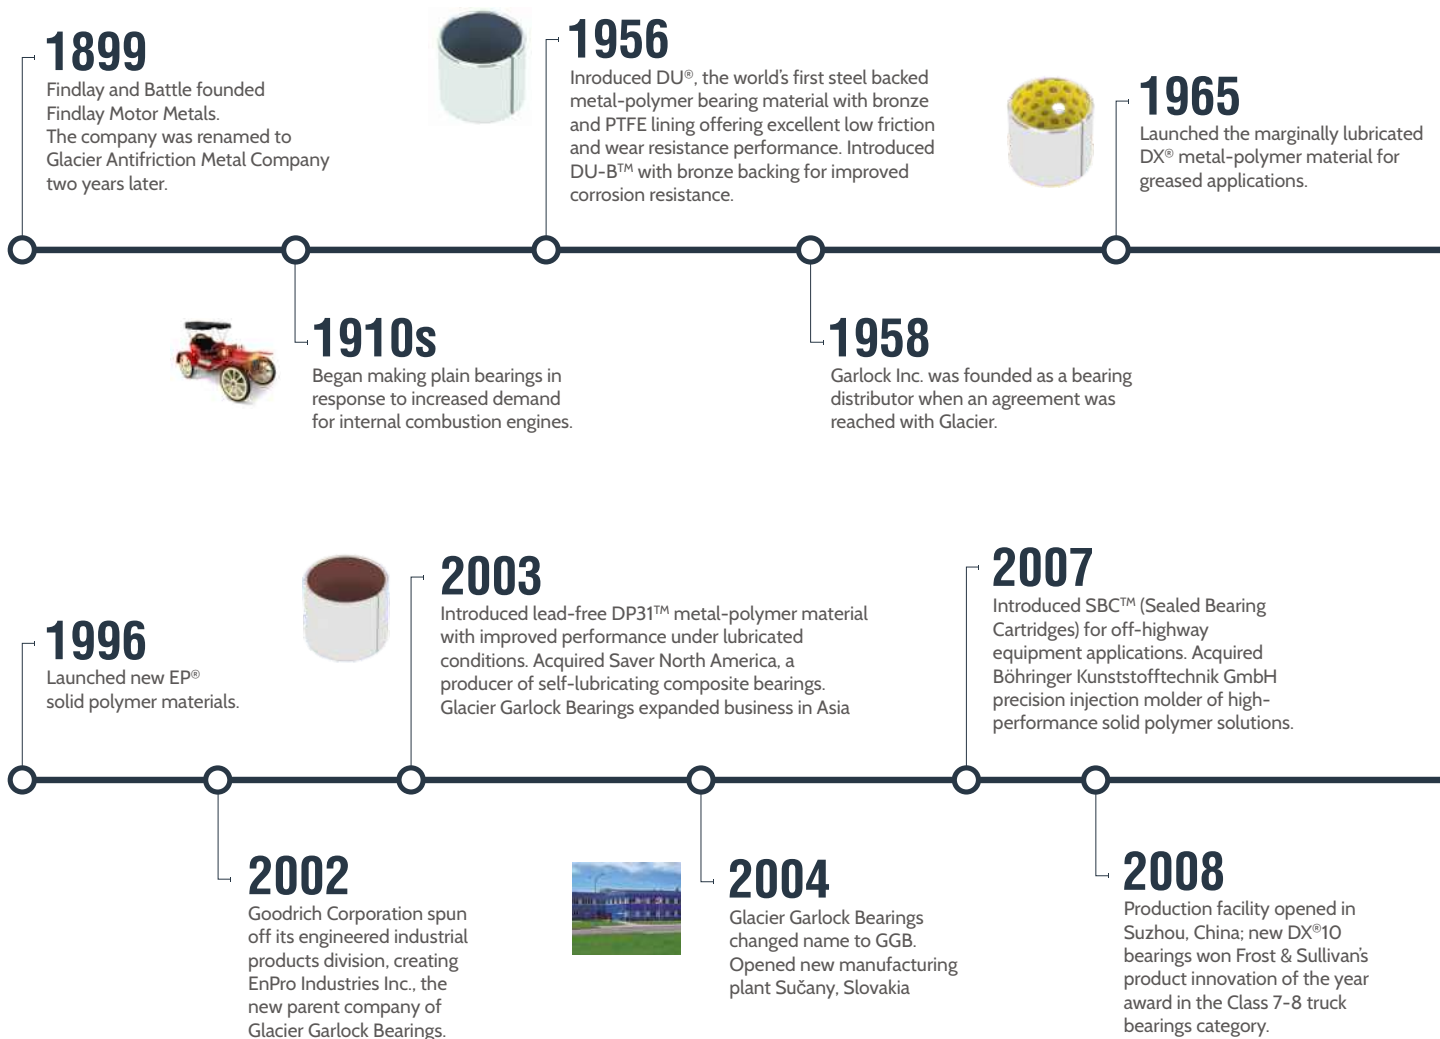 1899
Findlay and Battle founded
Findlay Motor Metals.
The company was renamed to
Glacier Antifriction Metal Company
two years later.
1910s
Began making plain bearings in
response to increased demand
for internal combustion engines.
1956
Inroduced DU®, the world's first steel backed
metal-polymer bearing material with bronze
and PTFE lining offering excellent low friction
and wear resistance performance. Introduced
DU-B™ with bronze backing for improved
corrosion resistance.
1958
Garlock Inc. was founded as a bearing
distributor when an agreement was
reached with Glacier.
1965
Launched the marginally lubricated
DX® metal-polymer material for
greased applications.
1996
Launched new EP®
solid polymer materials.
2002
Goodrich Corporation spun
off its engineered industrial
products division, creating
EnPro Industries Inc., the
new parent company of
Glacier Garlock Bearings.
2003
Introduced lead-free DP31™ metal-polymer material
with improved performance under lubricated
conditions. Acquired Saver North America, a
producer of self-lubricating composite bearings.
Glacier Garlock Bearings expanded business in Asia
2004
Glacier Garlock Bearings
changed name to GGB.
Opened new manufacturing
plant Sučany, Slovakia
2007
Introduced SBC™ (Sealed Bearing
Cartridges) for off-highway
equipment applications. Acquired
Böhringer Kunststofftechnik GmbH
precision injection molder of high-
performance solid polymer solutions.
2008
Production facility opened in
Suzhou, China; new DX®10
bearings won Frost & Sullivan's
product innovation of the year
award in the Class 7-8 truck
bearings category.